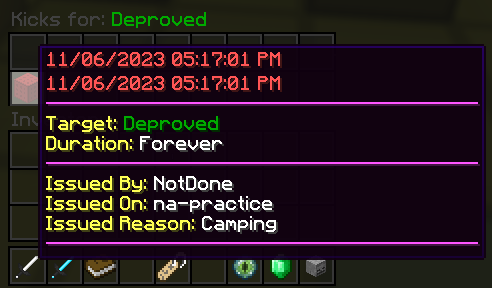 Kicks for: Deproved
11/06/2023 05:17:01 PM
11/06/2023 05:17:01 PM
Target: Deproved
Duration: Forever
Inv
Issued By: NotDone
Issued On: na-practice
Issued Reason: Camping